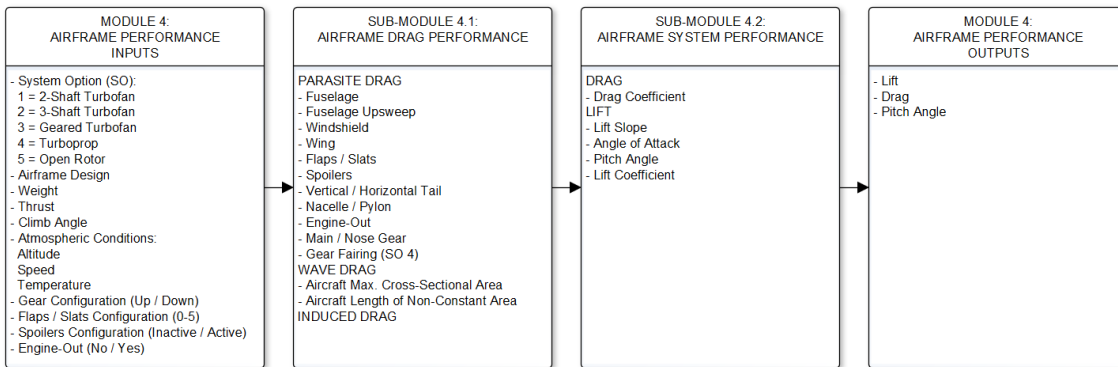 MODULE 4:
AIRFRAME PERFORMANCE
INPUTS
- System Option (SO):
1 = 2-Shaft Turbofan
2 = 3-Shaft Turbofan
3 = Geared Turbofan
4 = Turboprop
5 = Open Rotor
- Airframe Design
- Weight
- Thrust
- Climb Angle
- Atmospheric Conditions:
Altitude
Speed
Temperature
- Gear Configuration (Up / Down)
- Flaps / Slats Configuration (0-5)
- Spoilers Configuration (Inactive / Active)
- Engine-Out (No / Yes)
SUB-MODULE 4.1:
AIRFRAME DRAG PERFORMANCE
PARASITE DRAG
- Fuselage
- Fuselage Upsweep
- Windshield
- Wing
- Flaps / Slats
- Spoilers
- Vertical / Horizontal Tail
- Nacelle / Pylon
- Engine-Out
- Main / Nose Gear
- Gear Fairing (SO 4)
WAVE DRAG
- Aircraft Max. Cross-Sectional Area
- Aircraft Length of Non-Constant Area
INDUCED DRAG
SUB-MODULE 4.2:
AIRFRAME SYSTEM PERFORMANCE
DRAG
- Drag Coefficient
LIFT
- Lift Slope
- Angle of Attack
- Pitch Angle
- Lift Coefficient
MODULE 4:
AIRFRAME PERFORMANCE
OUTPUTS
- Lift
- Drag
- Pitch Angle